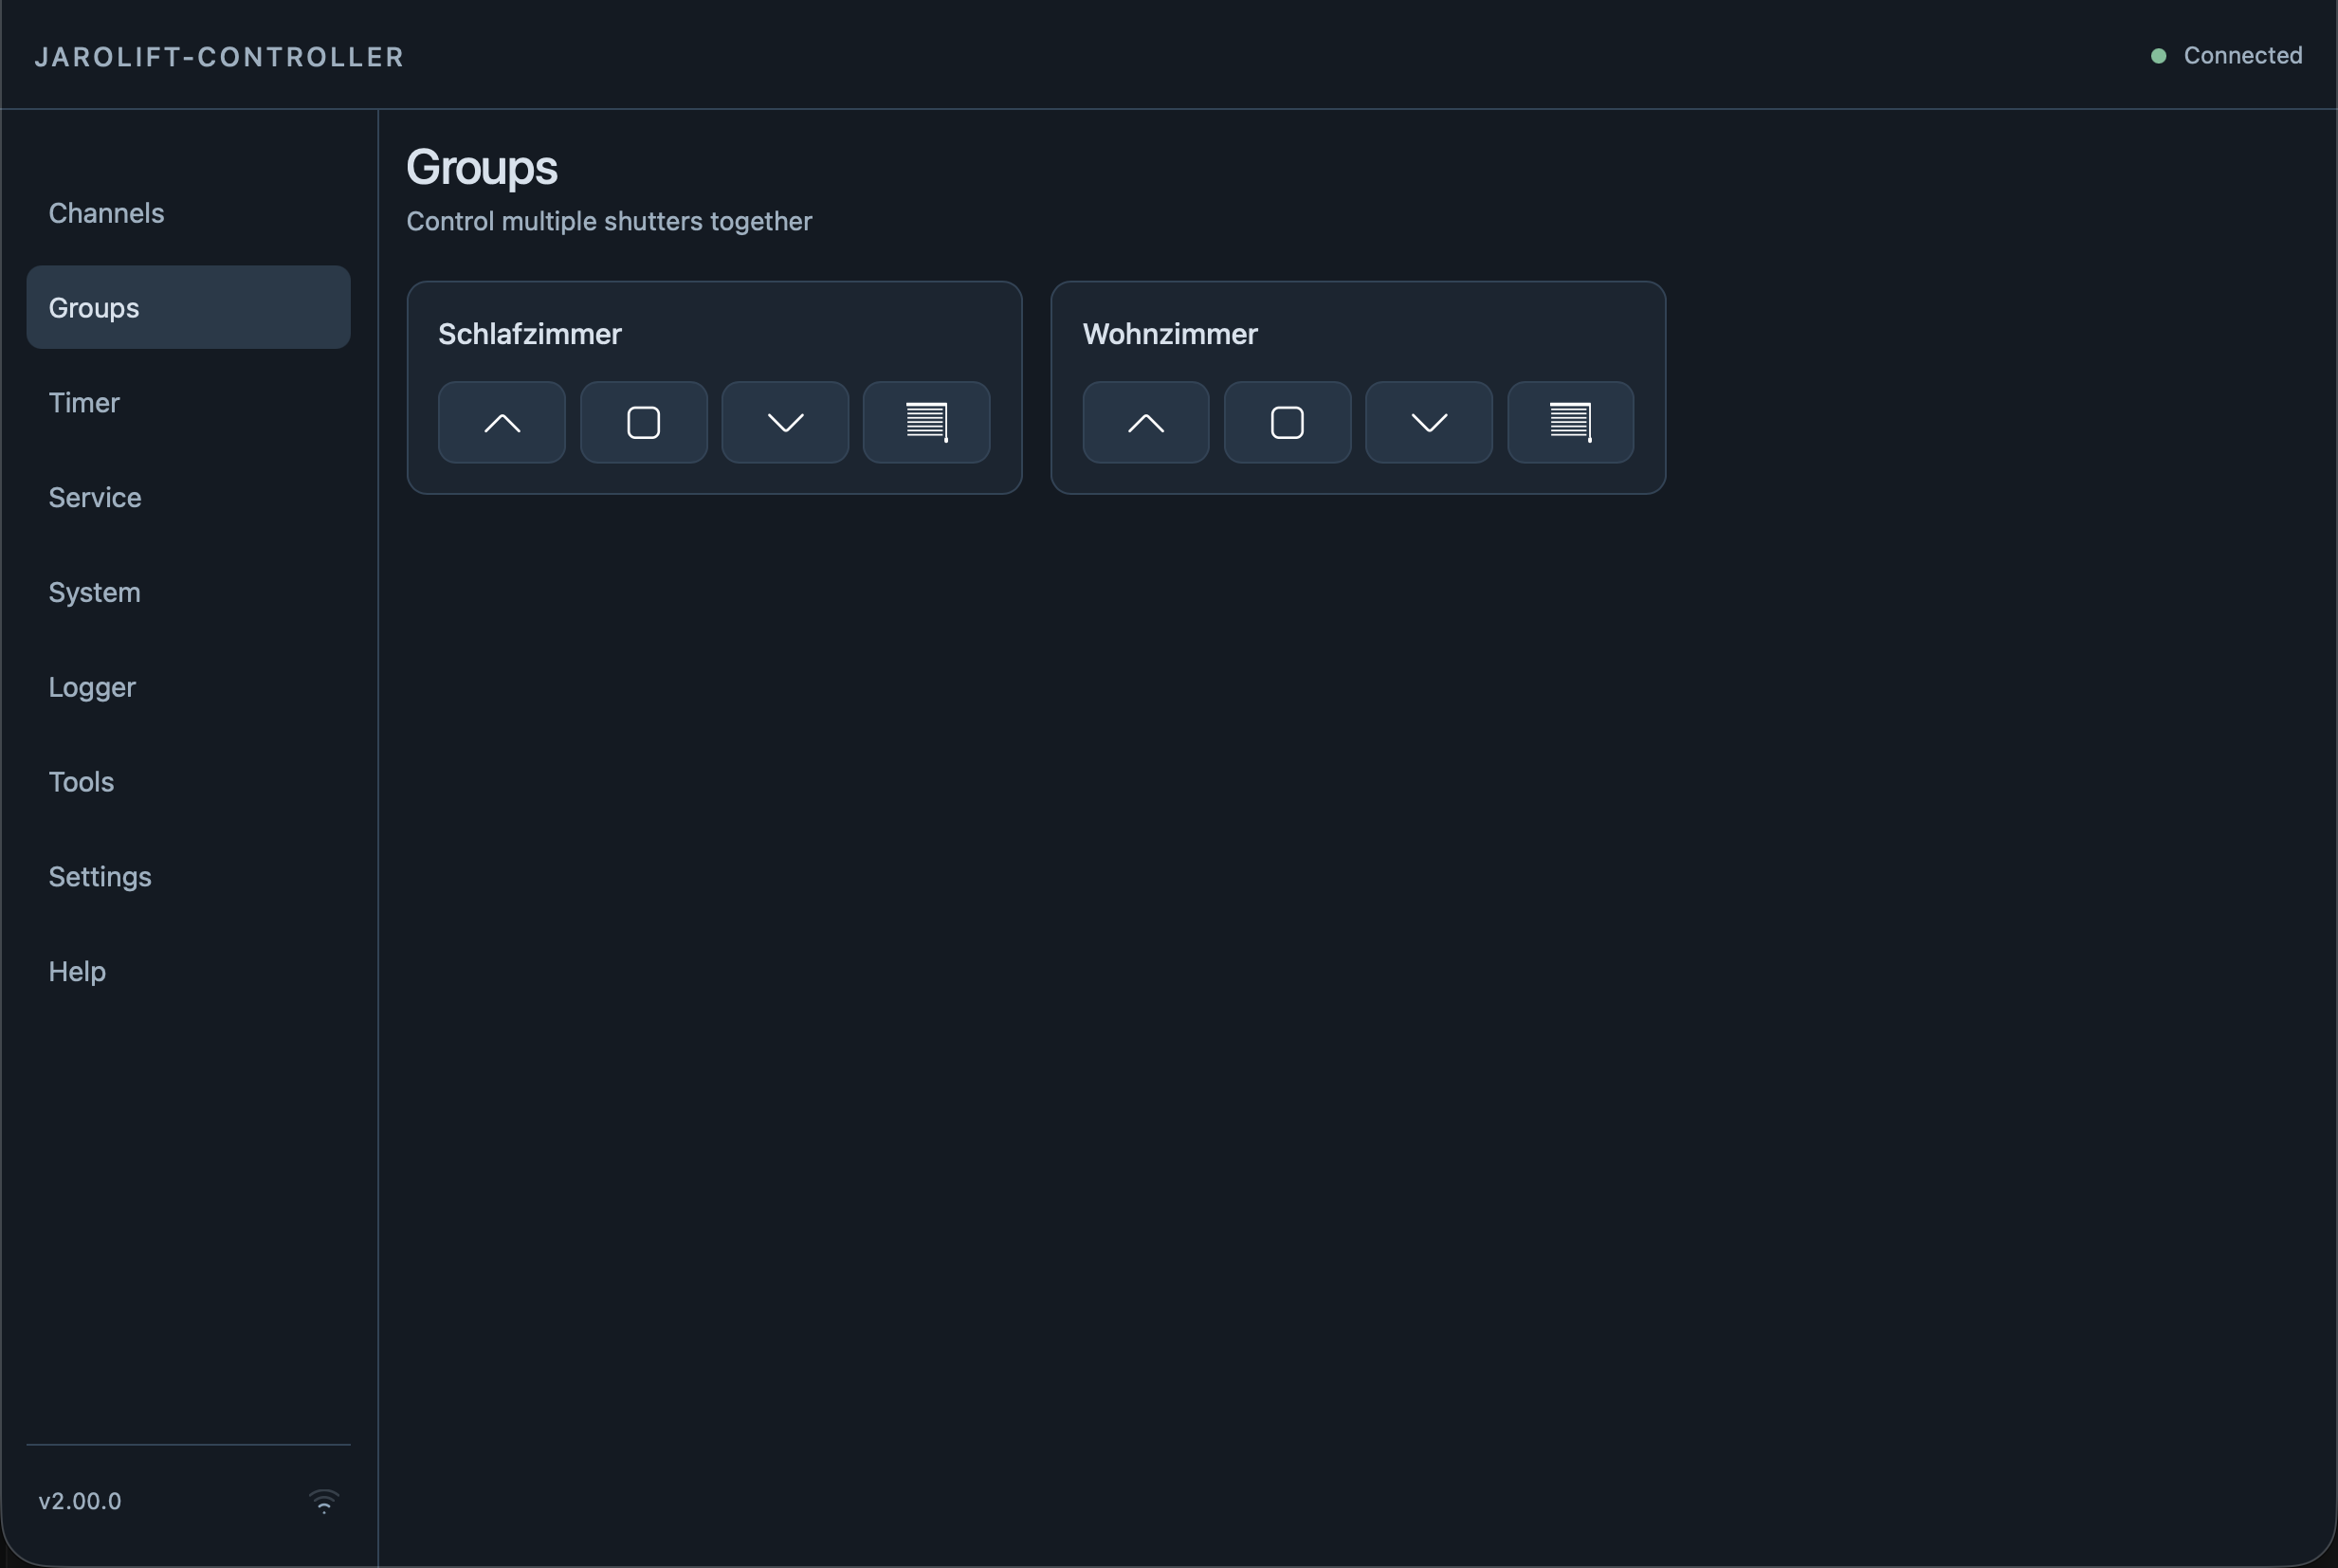 JAROLIFT-CONTROLLER
Connected
Channels
Groups
Timer
Service
System
Logger
Tools
Settings
Help
v2.00.0
Groups
Control multiple shutters together
Schlafzimmer
Wohnzimmer